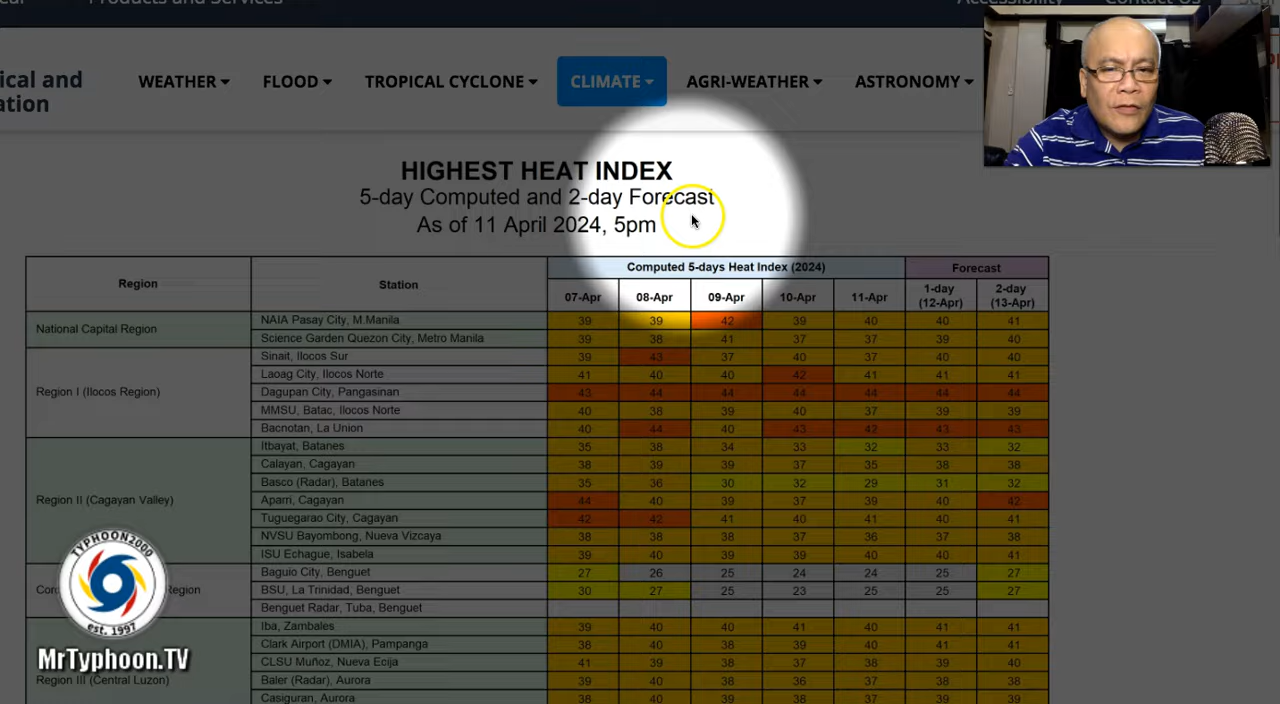 Products and Services
Accessibility Contact Us
ical and
ation
WEATHER FLOOD TROPICAL CYCLONE CLIMATE AGRI-WEATHER ASTRONOMY
HIGHEST HEAT INDEX
5-day Computed and 2-day Forecast
As of 11 April 2024, 5pm
Region Station Computed 5-days Heat Index (2024) Forecast
07-Apr 08-Apr 09-Apr 10-Apr 11-Apr 1-day (12-Apr) 2-day (13-Apr)
National Capital Region
NAIA Pasay City, M.Manila 39 39 42 39 40 40 41
Science Garden Quezon City, Metro Manila 39 38 41 37 37 39 40
Region I (Ilocos Region)
Sinait, Ilocos Sur 39 43 37 40 37 40 40
Laoag City, Ilocos Norte 41 40 40 42 41 41 41
Dagupan City, Pangasinan 43 44 44 44 44 44 44
MMSU, Batac, Ilocos Norte 40 38 39 40 37 39 39
Bacnotan, La Union 40 44 40 43 42 43 43
Region II (Cagayan Valley)
Itbayat, Batanes 35 38 34 33 32 33 32
Calayan, Cagayan 38 39 39 37 35 38 38
Basco (Radar), Batanes 35 36 30 32 29 31 32
Aparri, Cagayan 44 40 39 37 39 40 42
Tuguegarao City, Cagayan 42 42 41 40 41 40 41
NVSU Bayombong, Nueva Vizcaya 38 38 38 37 36 37 38
ISU Echague, Isabela 39 40 39 39 40 40 41
Region
Baguio City, Benguet 27 26 25 24 24 25 27
BSU, La Trinidad, Benguet 30 27 25 23 25 25 27
Benguet Radar, Tuba, Benguet
Region III (Central Luzon)
Iba, Zambales 39 40 40 41 40 41 41
Clark Airport (DMIA), Pampanga 38 40 38 39 40 41 41
CLSU Muñoz, Nueva Ecija 41 39 38 37 38 39 40
Baler (Radar), Aurora 39 40 38 36 37 38 38
Casiguran, Aurora 38 40 38 38 37 39 39
TYPHOON2000
est. 1997
MrTyphoon.TV